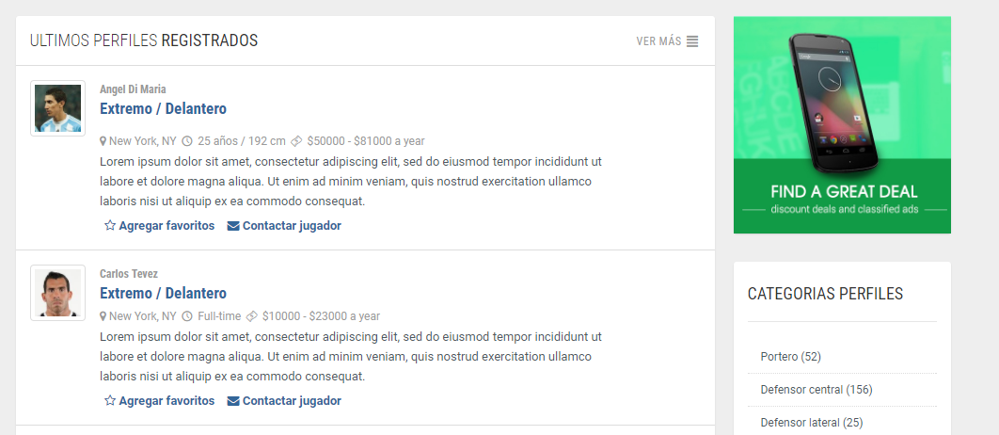 ULTIMOS PERFILES REGISTRADOS
VER MÁS
Angel Di Maria
Extremo / Delantero
New York, NY 25 años / 192 cm $50000 - $81000 a year
Lorem ipsum dolor sit amet, consectetur adipiscing elit, sed do eiusmod tempor incididunt ut
labore et dolore magna aliqua. Ut enim ad minim veniam, quis nostrud exercitation ullamco
laboris nisi ut aliquip ex ea commodo consequat.
Agregar favoritos Contactar jugador
Carlos Tevez
Extremo / Delantero
New York, NY Full-time $10000 - $23000 a year
Lorem ipsum dolor sit amet, consectetur adipiscing elit, sed do eiusmod tempor incididunt ut
labore et dolore magna aliqua. Ut enim ad minim veniam, quis nostrud exercitation ullamco
laboris nisi ut aliquip ex ea commodo consequat.
Agregar favoritos Contactar jugador
FIND A GREAT DEAL
discount deals and classified ads
CATEGORIAS PERFILES
Portero (52)
Defensor central (156)
Defensor lateral (25)